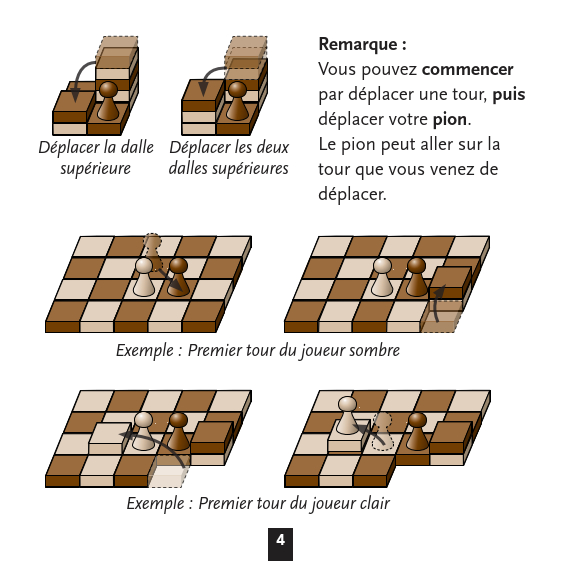 Déplacer la dalle
supérieure
Déplacer les deux
dalles supérieures
Remarque :
Vous pouvez commencer
par déplacer une tour, puis
déplacer votre pion.
Le pion peut aller sur la
tour que vous venez de
déplacer.
Exemple : Premier tour du joueur sombre
Exemple : Premier tour du joueur clair
4